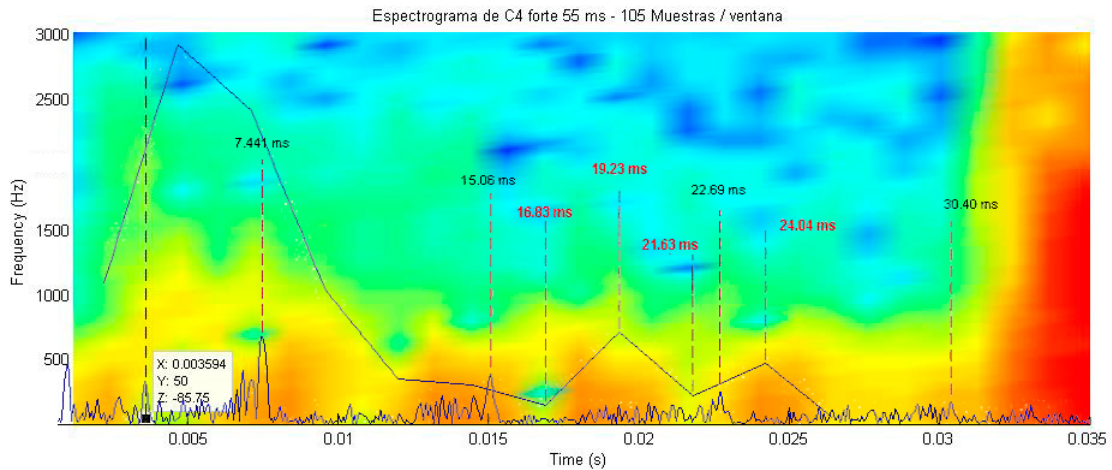 Espectrograma de C4 forte 55 ms - 105 Muestras / ventana
3000
2500
2000
1500
1000
500
Frequency (Hz)
7.441 ms
15.06 ms
16.83 ms
19.23 ms
21.63 ms
22.69 ms
24.04 ms
30.40 ms
X: 0.003594
Y: 50
Z: -85.75
0.005
0.01
0.015
0.02
0.025
0.03
0.035
Time (s)